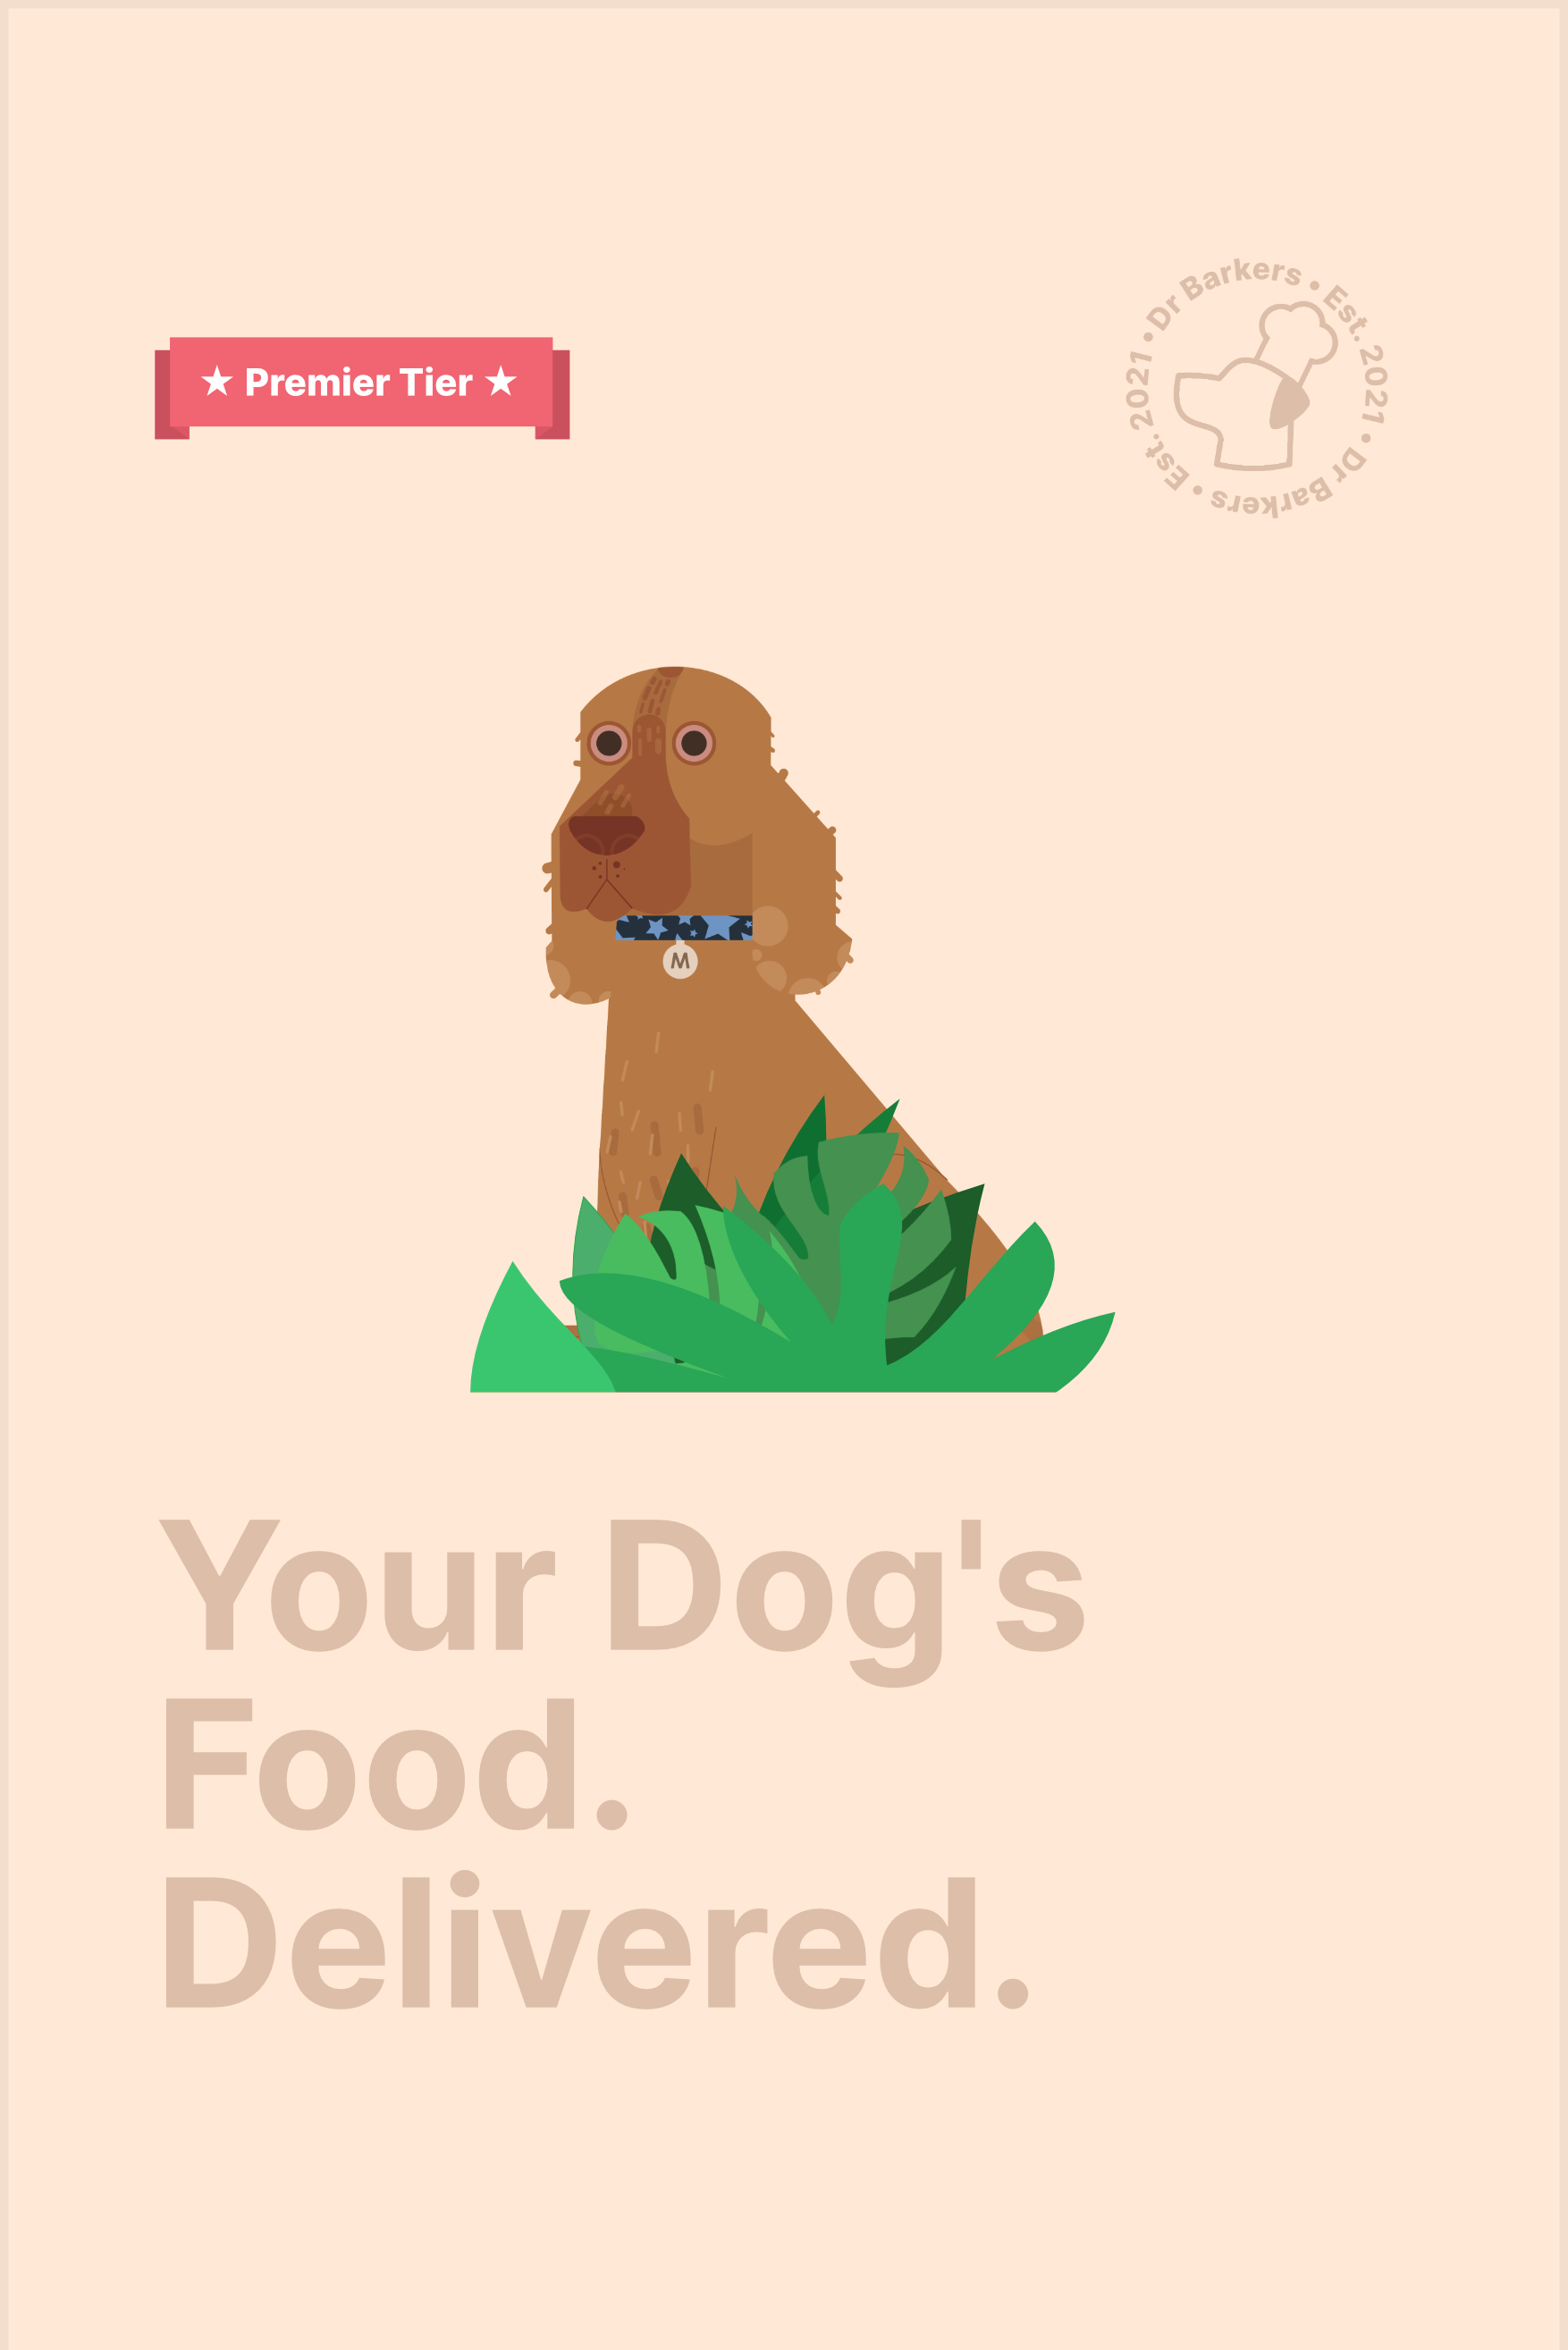 ★ Premier Tier ★
Dr Barkers • Est. 2021 • Dr Barkers • Est. 2021 •
M
Your Dog's
Food.
Delivered.